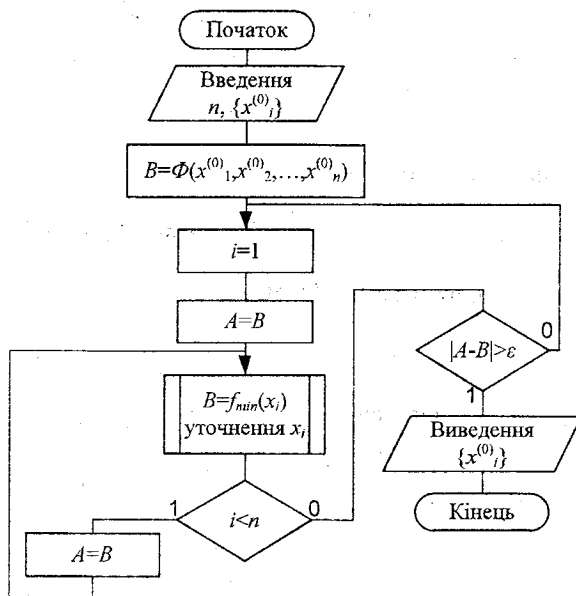 Початок
Введення
n, {x⁽⁰⁾ᵢ}
B=Φ(x⁽⁰⁾₁,x⁽⁰⁾₂,…,x⁽⁰⁾ₙ)
i=1
A=B
B=fₘᵢₙ(xᵢ)
уточнення xᵢ
1
i<n
0
A=B
|A-B|>ε
0
1
Виведення
{x⁽⁰⁾ᵢ}
Кінець